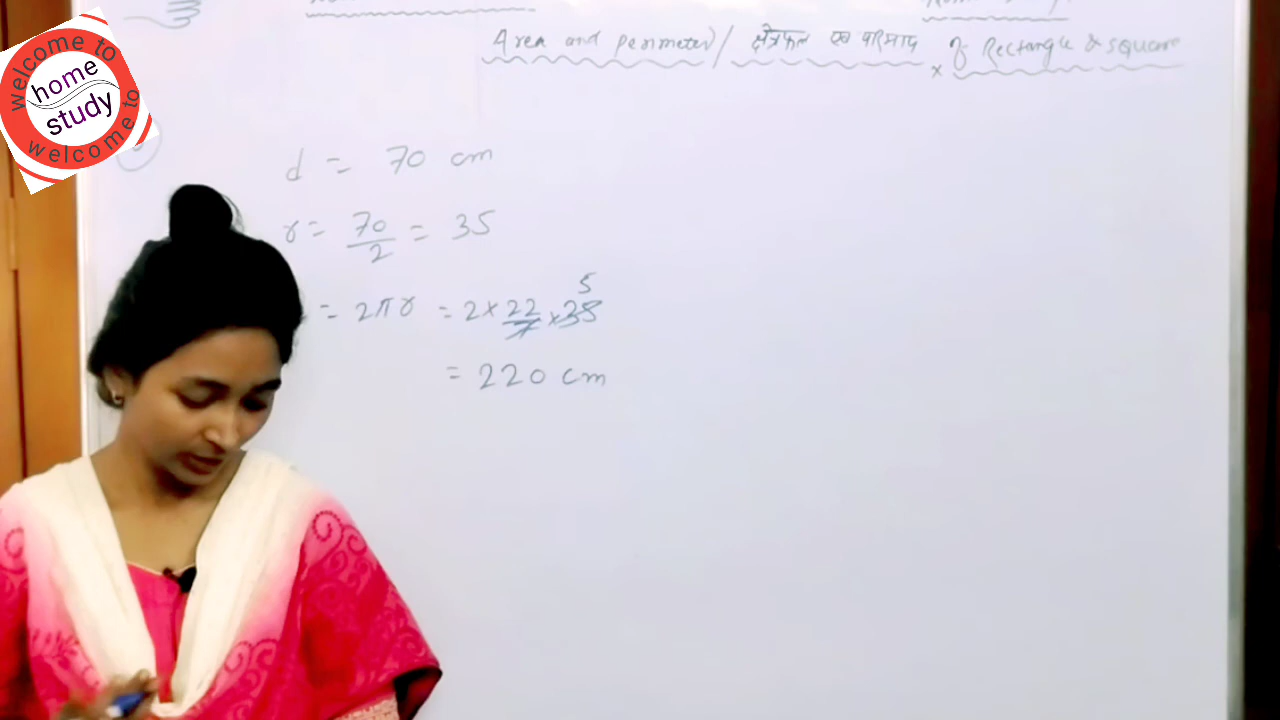 welcome to
home
study
welcome to
Area and perimeter / क्षेत्रफल एवं परिमाप of Rectangle & square
d = 70 cm
r = 70/2 = 35
= 2πr = 2 × 22/7 × 35 5
= 220 cm